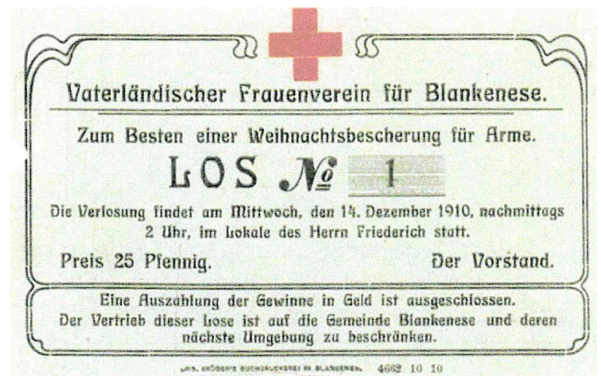 Vaterländischer Frauenverein für Blankenese.
Zum Besten einer Weihnachtsbescherung für Arme.
LOS No 1
Die Verlosung findet am Mittwoch, den 14. Dezember 1910, nachmittags
2 Uhr, im Lokale des Herrn Friederich statt.
Preis 25 Pfennig. Der Vorstand.
Eine Auszahlung der Gewinne in Geld ist ausgeschlossen.
Der Vertrieb dieser Lose ist auf die Gemeinde Blankenese und deren
nächste Umgebung zu beschränken.
BUCHDRUCKEREI IN BLANKENESE. 4662 10 10